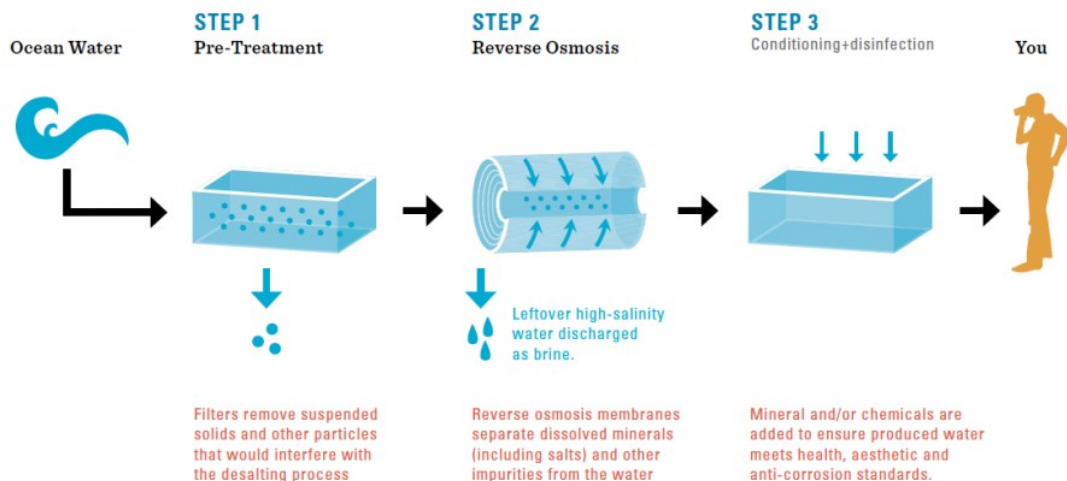 Ocean Water
STEP 1
Pre-Treatment
STEP 2
Reverse Osmosis
STEP 3
Conditioning+disinfection
You
Leftover high-salinity
water discharged
as brine.
Filters remove suspended
solids and other particles
that would interfere with
the desalting process
Reverse osmosis membranes
separate dissolved minerals
(including salts) and other
impurities from the water
Mineral and/or chemicals are
added to ensure produced water
meets health, aesthetic and
anti-corrosion standards.